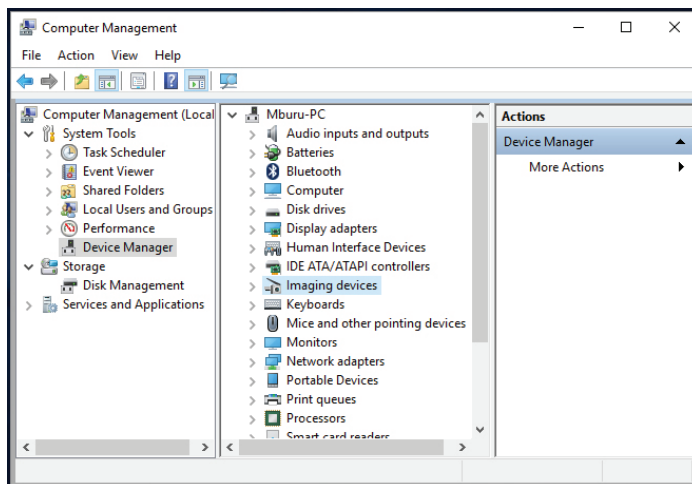 Computer Management
File Action View Help
Computer Management (Local
System Tools
Task Scheduler
Event Viewer
Shared Folders
Local Users and Groups
Performance
Device Manager
Storage
Disk Management
Services and Applications
Mburu-PC
Audio inputs and outputs
Batteries
Bluetooth
Computer
Disk drives
Display adapters
Human Interface Devices
IDE ATA/ATAPI controllers
Imaging devices
Keyboards
Mice and other pointing devices
Monitors
Network adapters
Portable Devices
Print queues
Processors
Smart card readers
Actions
Device Manager
More Actions